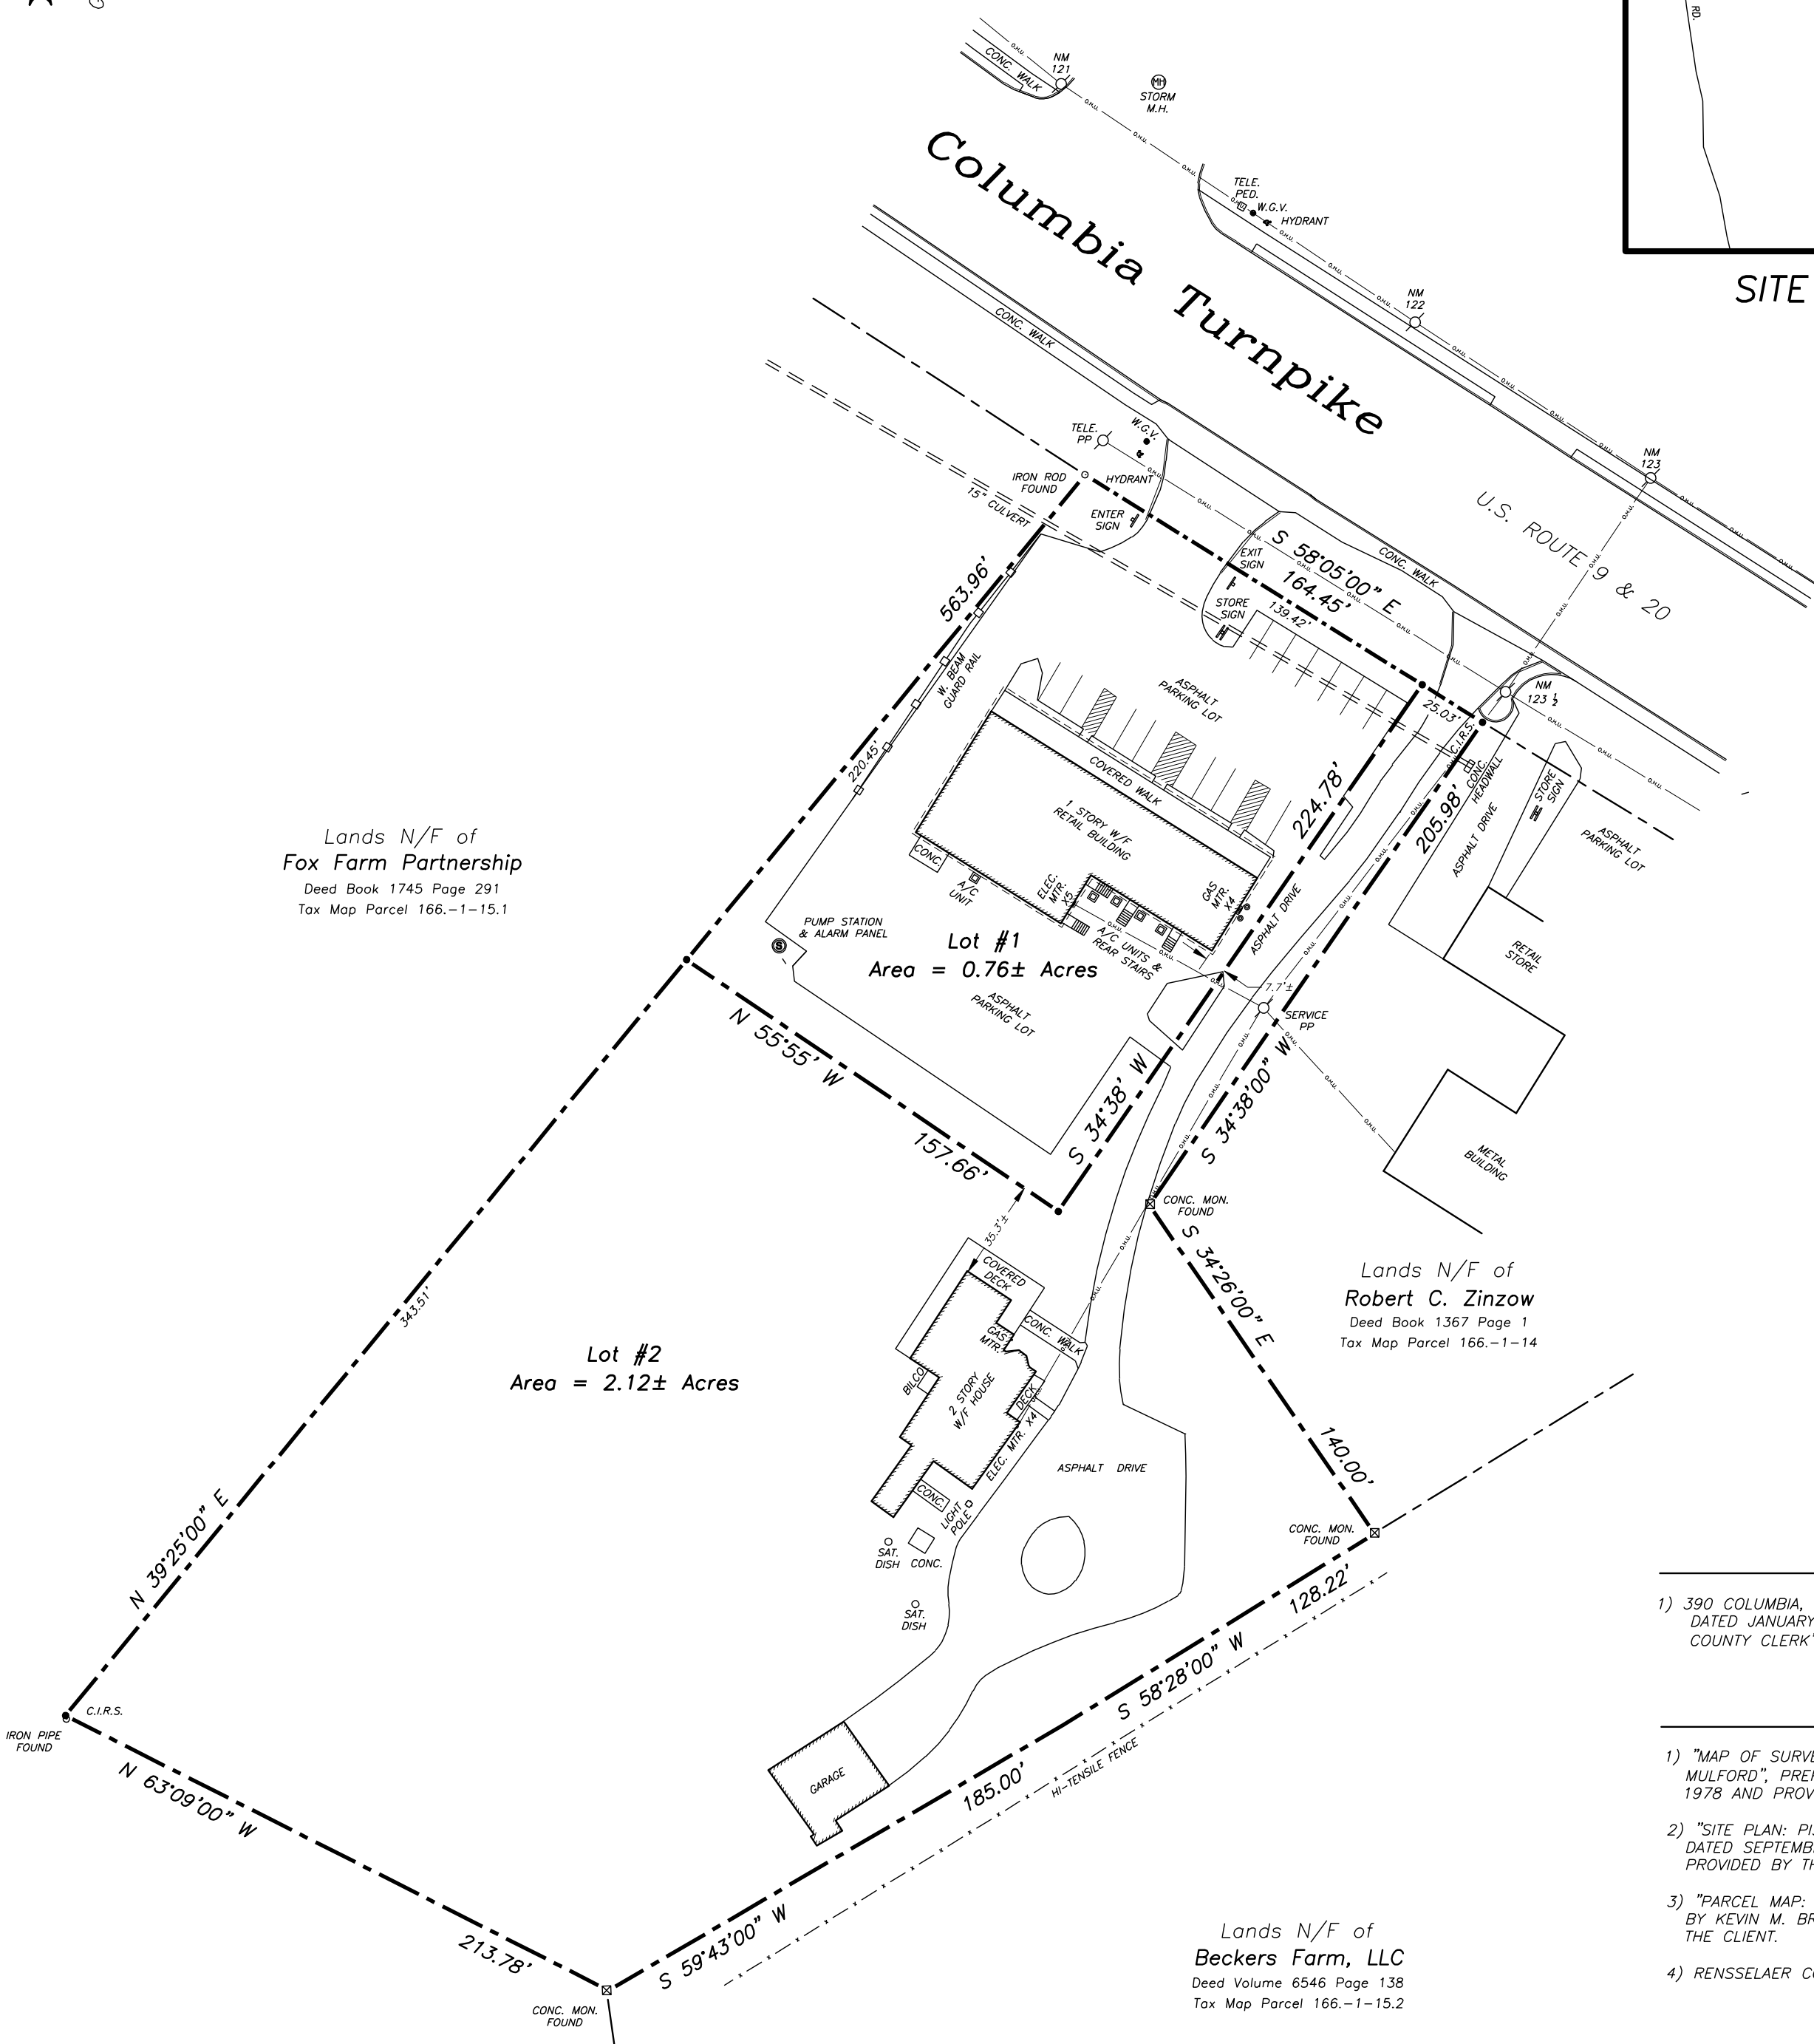 RD.
SITE
CONC. WALK
O.H.U.
NM
121
MH
STORM
M.H.
Columbia Turnpike
TELE.
PED.
W.G.V.
HYDRANT
NM
122
NM
123
U.S. ROUTE 9 & 20
CONC. WALK
TELE.
PP
W.G.V.
HYDRANT
IRON ROD
FOUND
15" CULVERT
ENTER
SIGN
EXIT
SIGN
STORE
SIGN
S 58°05'00" E
164.45'
139.42'
CONC. WALK
25.03'
NM
123 ½
C.I.R.S.
CONC.
HEADWALL
STORE
SIGN
ASPHALT
PARKING LOT
ASPHALT DRIVE
563.96'
220.45'
W. BEAM
GUARD RAIL
ASPHALT
PARKING LOT
COVERED WALK
1 STORY W/F
RETAIL BUILDING
224.78'
205.98'
CONC.
A/C
UNIT
ELEC.
MTR.
X5
GAS
MTR.
X4
A/C UNITS &
REAR STAIRS
ASPHALT DRIVE
RETAIL
STORE
Lands N/F of
Fox Farm Partnership
Deed Book 1745 Page 291
Tax Map Parcel 166.-1-15.1
PUMP STATION
& ALARM PANEL
S
Lot #1
Area = 0.76± Acres
ASPHALT
PARKING LOT
7.7'±
SERVICE
PP
N 55°55' W
157.66'
S 34°38' W
S 34°38'00" W
METAL
BUILDING
CONC. MON.
FOUND
35.3'±
S 34°26'00" E
140.00'
Lands N/F of
Robert C. Zinzow
Deed Book 1367 Page 1
Tax Map Parcel 166.-1-14
343.51'
Lot #2
Area = 2.12± Acres
COVERED
DECK
GAS
MTR.
CONC. WALK
BILCO
2 STORY
W/F HOUSE
DECK
ELEC. MTR. X4
CONC.
LIGHT
POLE
ASPHALT DRIVE
SAT.
DISH
CONC.
SAT.
DISH
CONC. MON.
FOUND
128.22'
S 58°28'00" W
N 39°25'00" E
C.I.R.S.
IRON PIPE
FOUND
N 63°09'00" W
213.78'
GARAGE
185.00'
HI-TENSILE FENCE
S 59°43'00" W
CONC. MON.
FOUND
Lands N/F of
Beckers Farm, LLC
Deed Volume 6546 Page 138
Tax Map Parcel 166.-1-15.2
1) 390 COLUMBIA,
DATED JANUARY
COUNTY CLERK'
1) "MAP OF SURVE
MULFORD", PREP
1978 AND PROV
2) "SITE PLAN: PI
DATED SEPTEMB
PROVIDED BY TH
3) "PARCEL MAP:
BY KEVIN M. BR
THE CLIENT.
4) RENSSELAER CO